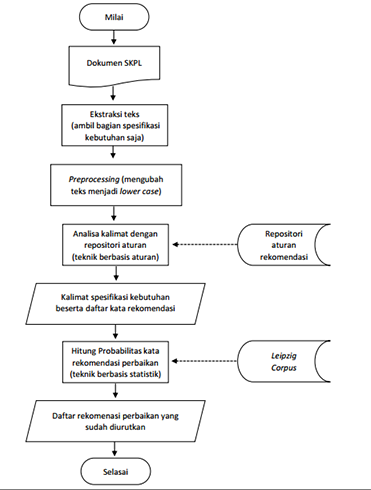 Milai
Dokumen SKPL
Ekstraksi teks
(ambil bagian spesifikasi
kebutuhan saja)
Preprocessing (mengubah
teks menjadi lower case)
Analisa kalimat dengan
repositori aturan
(teknik berbasis aturan)
Repositori
aturan
rekomendasi
Kalimat spesifikasi kebutuhan
beserta daftar kata rekomendasi
Hitung Probabilitas kata
rekomendasi perbaikan
(teknik berbasis statistik)
Leipzig
Corpus
Daftar rekomenasi perbaikan yang
sudah diurutkan
Selasai